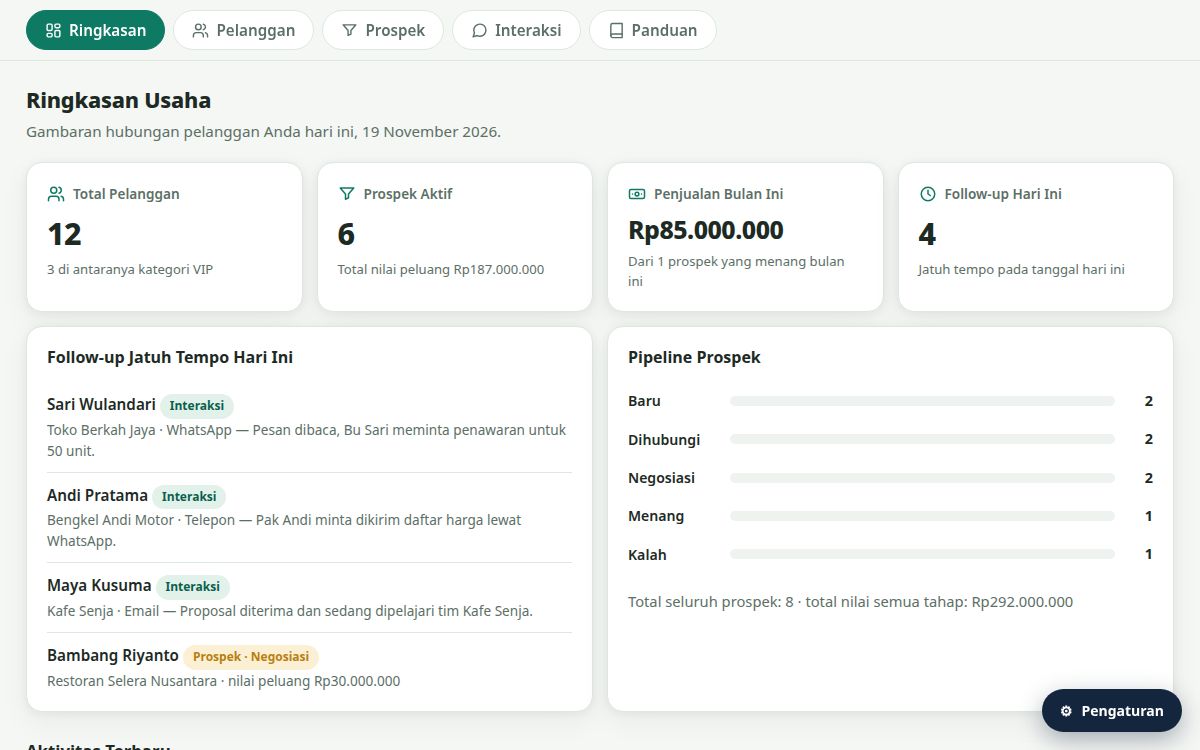 Ringkasan
Pelanggan
Prospek
Interaksi
Panduan
Ringkasan Usaha
Gambaran hubungan pelanggan Anda hari ini, 19 November 2026.
Total Pelanggan
12
3 di antaranya kategori VIP
Prospek Aktif
6
Total nilai peluang Rp187.000.000
Penjualan Bulan Ini
Rp85.000.000
Dari 1 prospek yang menang bulan
ini
Follow-up Hari Ini
4
Jatuh tempo pada tanggal hari ini
Follow-up Jatuh Tempo Hari Ini
Sari Wulandari Interaksi
Toko Berkah Jaya · WhatsApp — Pesan dibaca, Bu Sari meminta penawaran untuk
50 unit.
Andi Pratama Interaksi
Bengkel Andi Motor · Telepon — Pak Andi minta dikirim daftar harga lewat
WhatsApp.
Maya Kusuma Interaksi
Kafe Senja · Email — Proposal diterima dan sedang dipelajari tim Kafe Senja.
Bambang Riyanto Prospek · Negosiasi
Restoran Selera Nusantara · nilai peluang Rp30.000.000
Pipeline Prospek
Baru 2
Dihubungi 2
Negosiasi 2
Menang 1
Kalah 1
Total seluruh prospek: 8 · total nilai semua tahap: Rp292.000.000
Pengaturan
Aktivitas Terbaru